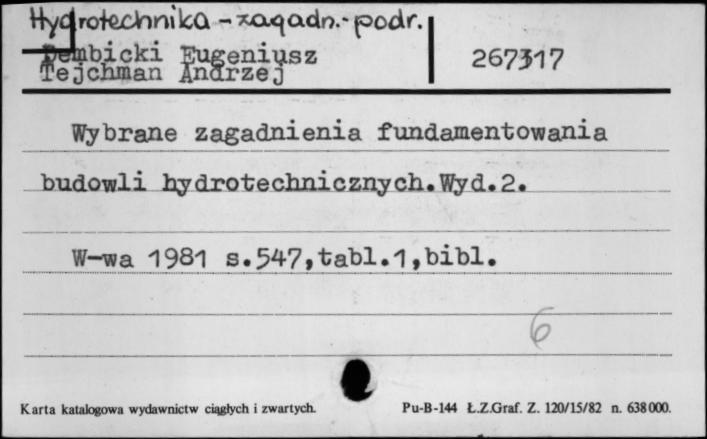 Hydrotechnika - zagadn. - podr.
Dembicki Eugeniusz
Tejchman Andrzej
267317
Wybrane zagadnienia fundamentowania
budowli hydrotechnicznych.Wyd.2.
W-wa 1981 s.547,tabl.1,bibl.
6
Karta katalogowa wydawnictw ciągłych i zwartych. Pu-B-144 Ł.Z.Graf. Z. 120/15/82 n. 638000.